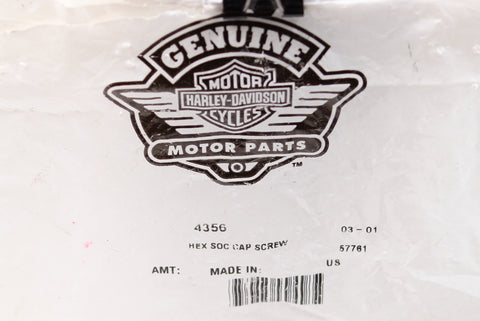 GENUINE
MOTOR
HARLEY-DAVIDSON
CYCLES
MOTOR PARTS
TM
4356 03-01
HEX SOC CAP SCREW 57761
AMT: MADE IN: US